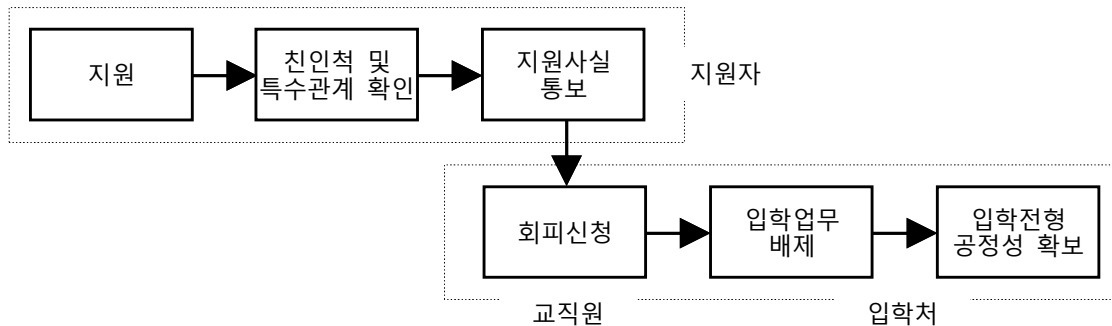 지원
친인척 및
특수관계 확인
지원사실
통보
지원자
회피신청
입학업무
배제
입학전형
공정성 확보
교직원
입학처